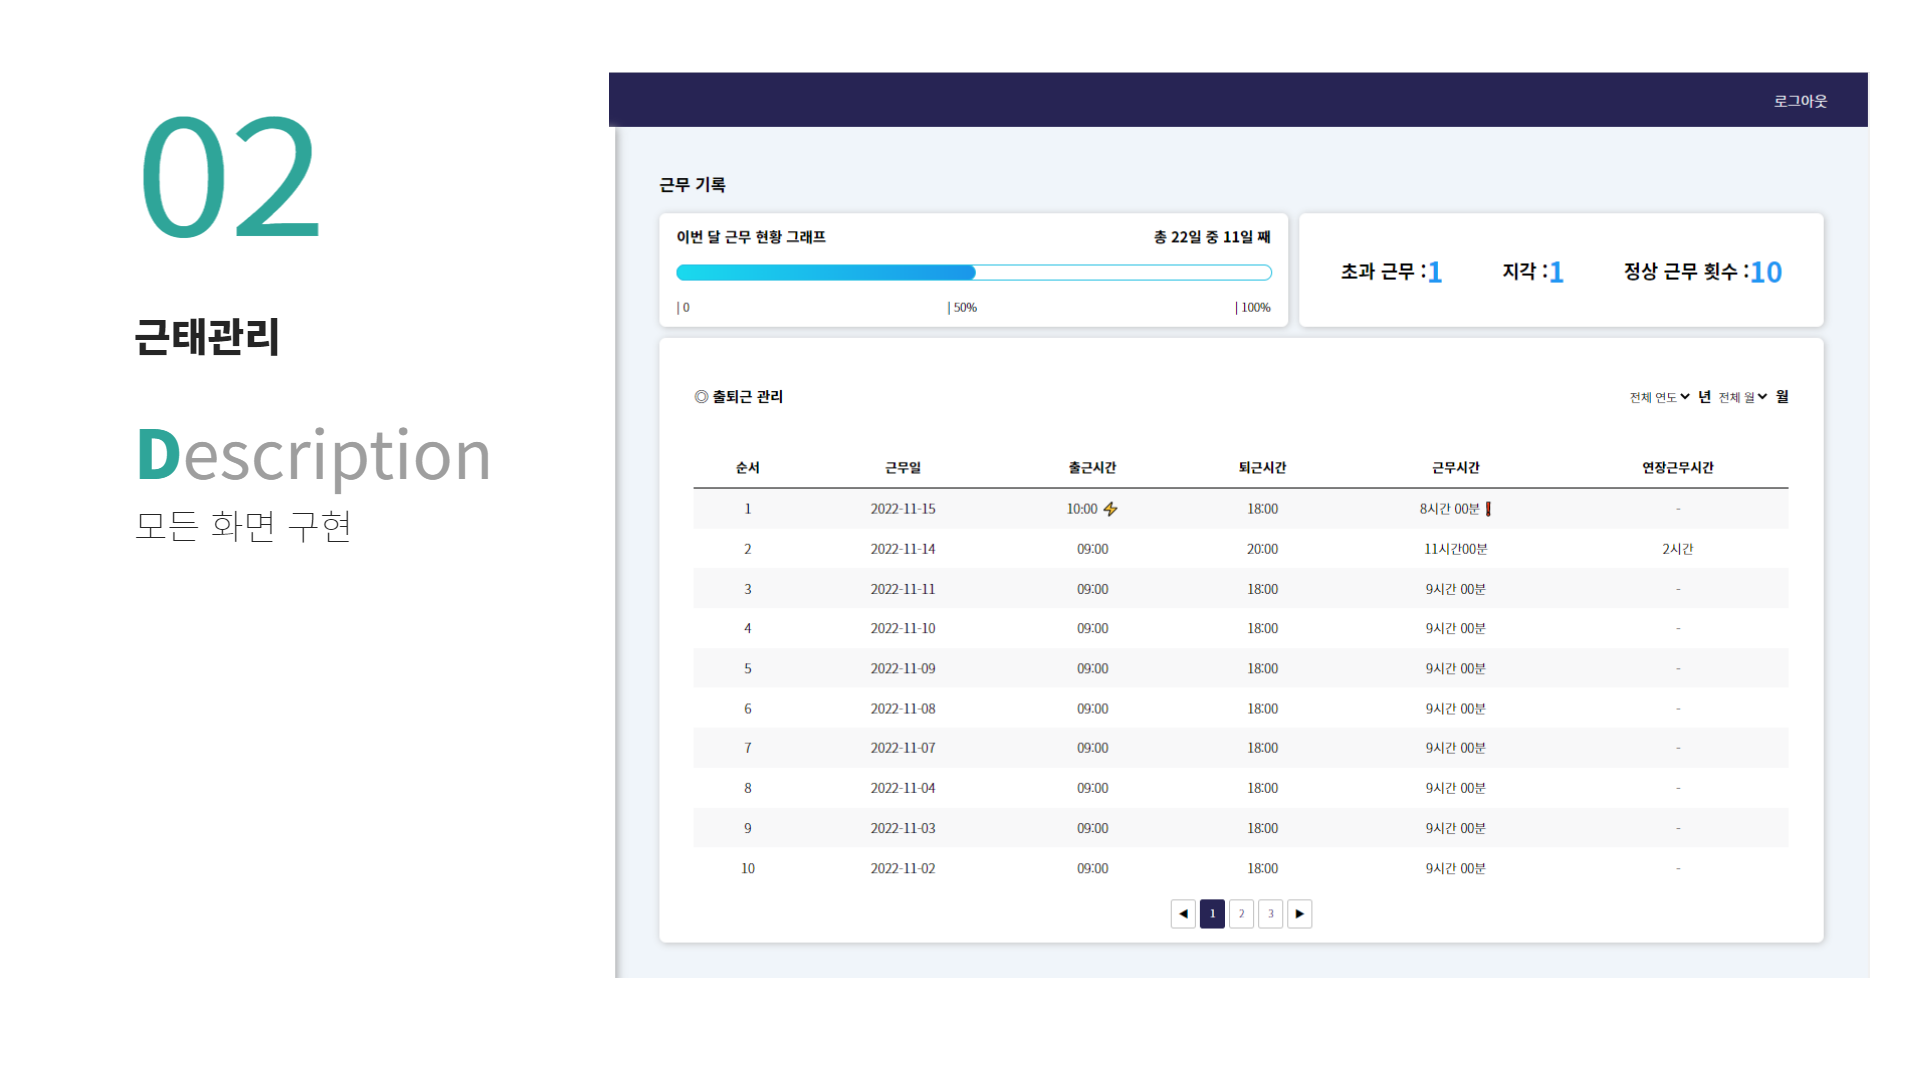 02
근태관리
Description
모든 화면 구현
로그아웃
근무 기록
이번 달 근무 현황 그래프 총 22일 중 11일 째
| 0 | 50% | 100%
초과 근무 :1 지각 :1 정상 근무 횟수 :10
◎ 출퇴근 관리 전체 연도 년 전체 월 월
순서 근무일 출근시간 퇴근시간 근무시간 연장근무시간
1 2022-11-15 10:00 ⚡ 18:00 8시간 00분 ❗ -
2 2022-11-14 09:00 20:00 11시간00분 2시간
3 2022-11-11 09:00 18:00 9시간 00분 -
4 2022-11-10 09:00 18:00 9시간 00분 -
5 2022-11-09 09:00 18:00 9시간 00분 -
6 2022-11-08 09:00 18:00 9시간 00분 -
7 2022-11-07 09:00 18:00 9시간 00분 -
8 2022-11-04 09:00 18:00 9시간 00분 -
9 2022-11-03 09:00 18:00 9시간 00분 -
10 2022-11-02 09:00 18:00 9시간 00분 -
◀ 1 2 3 ▶